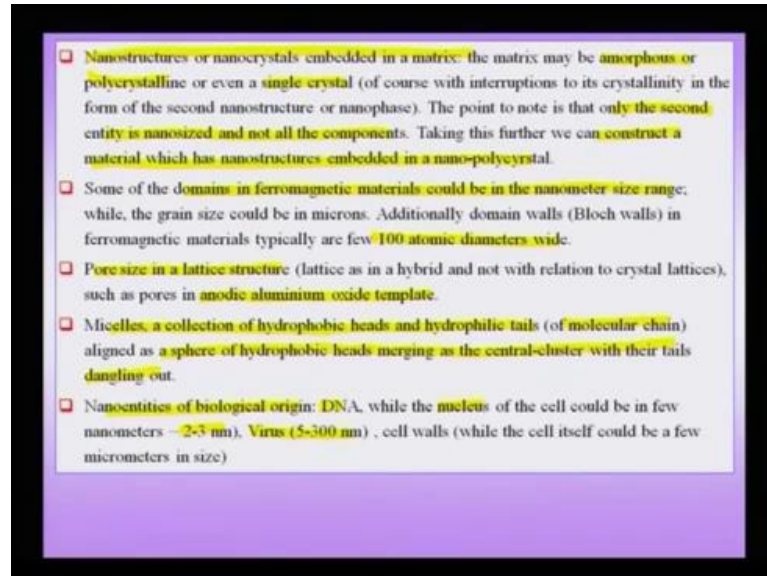 Nanostructures or nanocrystals embedded in a matrix: the matrix may be amorphous or
polycrystalline or even a single crystal (of course with interruptions to its crystallinity in the
form of the second nanostructure or nanophase). The point to note is that only the second
entity is nanosized and not all the components. Taking this further we can construct a
material which has nanostructures embedded in a nano-polycyrstal.
Some of the domains in ferromagnetic materials could be in the nanometer size range;
while, the grain size could be in microns. Additionally domain walls (Bloch walls) in
ferromagnetic materials typically are few 100 atomic diameters wide.
Pore size in a lattice structure (lattice as in a hybrid and not with relation to crystal lattices),
such as pores in anodic aluminium oxide template.
Micelles, a collection of hydrophobic heads and hydrophilic tails (of molecular chain)
aligned as a sphere of hydrophobic heads merging as the central-cluster with their tails
dangling out.
Nanoentities of biological origin: DNA, while the nucleus of the cell could be in few
nanometers – 2-3 nm), Virus (5-300 nm) , cell walls (while the cell itself could be a few
micrometers in size)